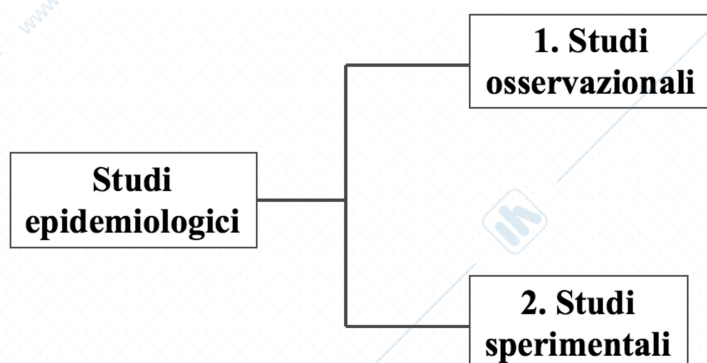 1. Studi
osservazionali
Studi
epidemiologici
2. Studi
sperimentali